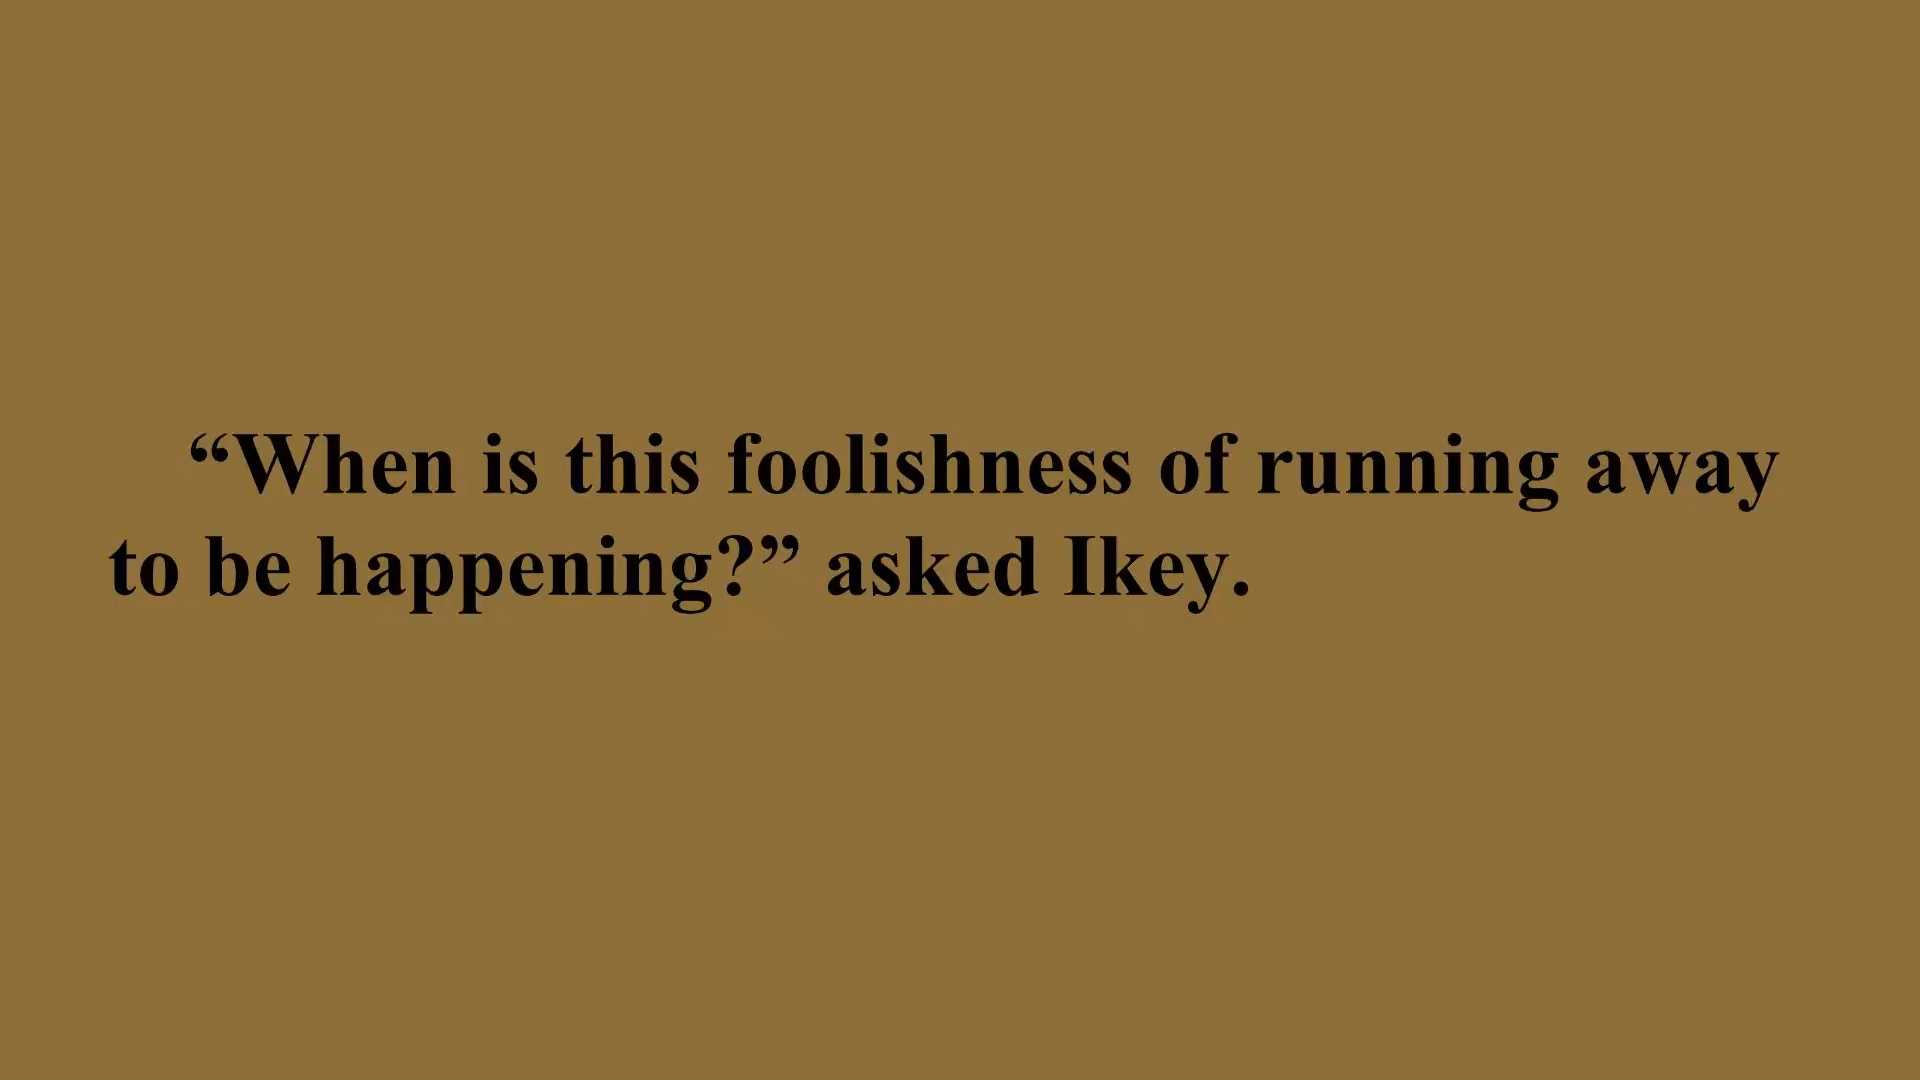 “When is this foolishness of running away
to be happening?” asked Ikey.